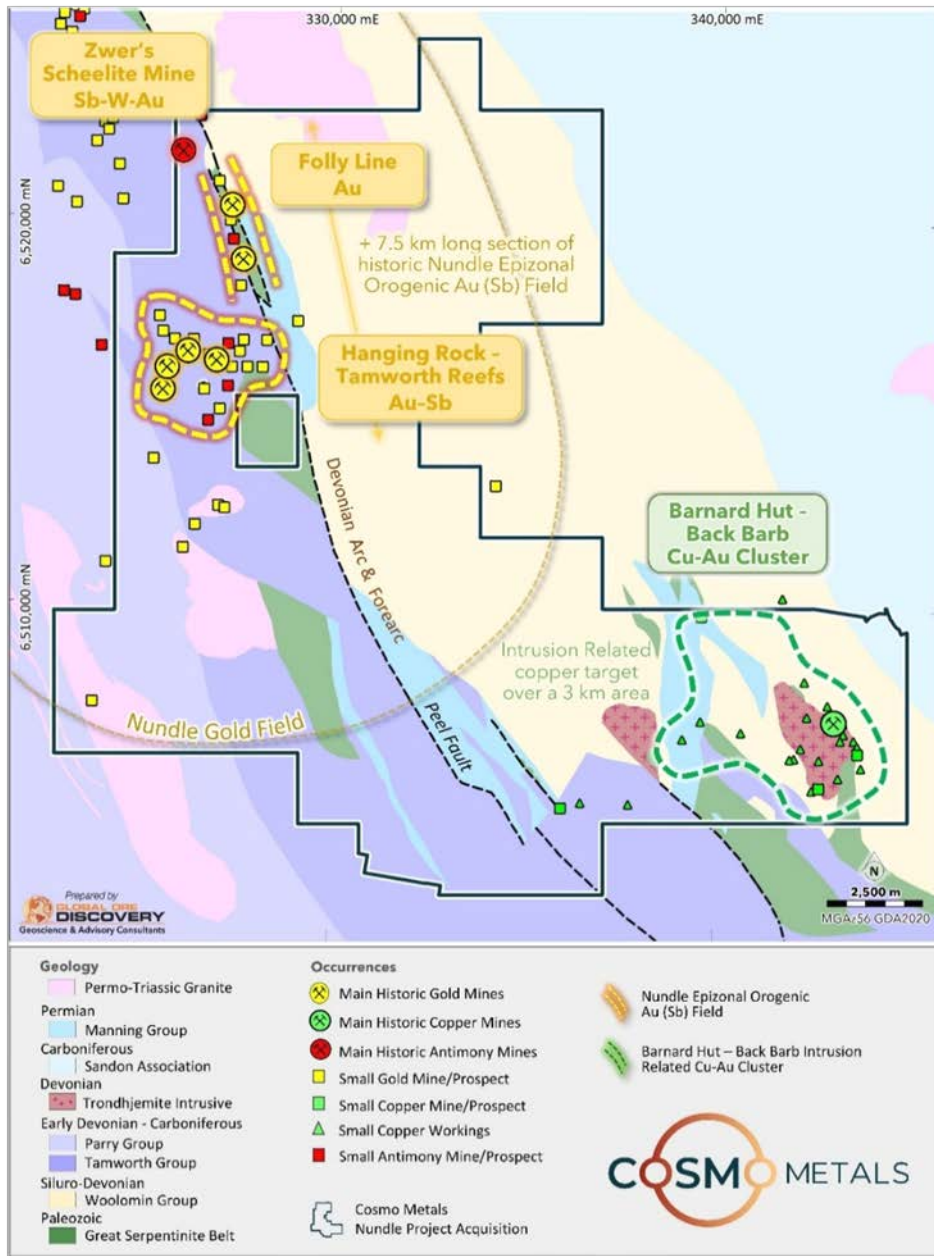 330,000 mE
340,000 mE
Zwer's
Scheelite Mine
Sb-W-Au
Folly Line
Au
6,520,000 mN
+ 7.5 km long section of
historic Nundle Epizonal
Orogenic Au (Sb) Field
Hanging Rock -
Tamworth Reefs
Au-Sb
Devonian Arc & Forearc
Barnard Hut -
Back Barb
Cu-Au Cluster
6,510,000 mN
Intrusion Related
copper target
over a 3 km area
Nundle Gold Field
Peel Fault
N
2,500 m
MGAz56 GDA2020
Prepared by
GLOBAL ORE
DISCOVERY
Geoscience & Advisory Consultants
Geology
Permo-Triassic Granite
Permian
Manning Group
Carboniferous
Sandon Association
Devonian
Trondhjemite Intrusive
Early Devonian - Carboniferous
Parry Group
Tamworth Group
Siluro-Devonian
Woolomin Group
Paleozoic
Great Serpentinite Belt
Occurrences
Main Historic Gold Mines
Main Historic Copper Mines
Main Historic Antimony Mines
Small Gold Mine/Prospect
Small Copper Mine/Prospect
Small Copper Workings
Small Antimony Mine/Prospect
Cosmo Metals
Nundle Project Acquisition
Nundle Epizonal Orogenic
Au (Sb) Field
Barnard Hut – Back Barb Intrusion
Related Cu-Au Cluster
COSMO METALS